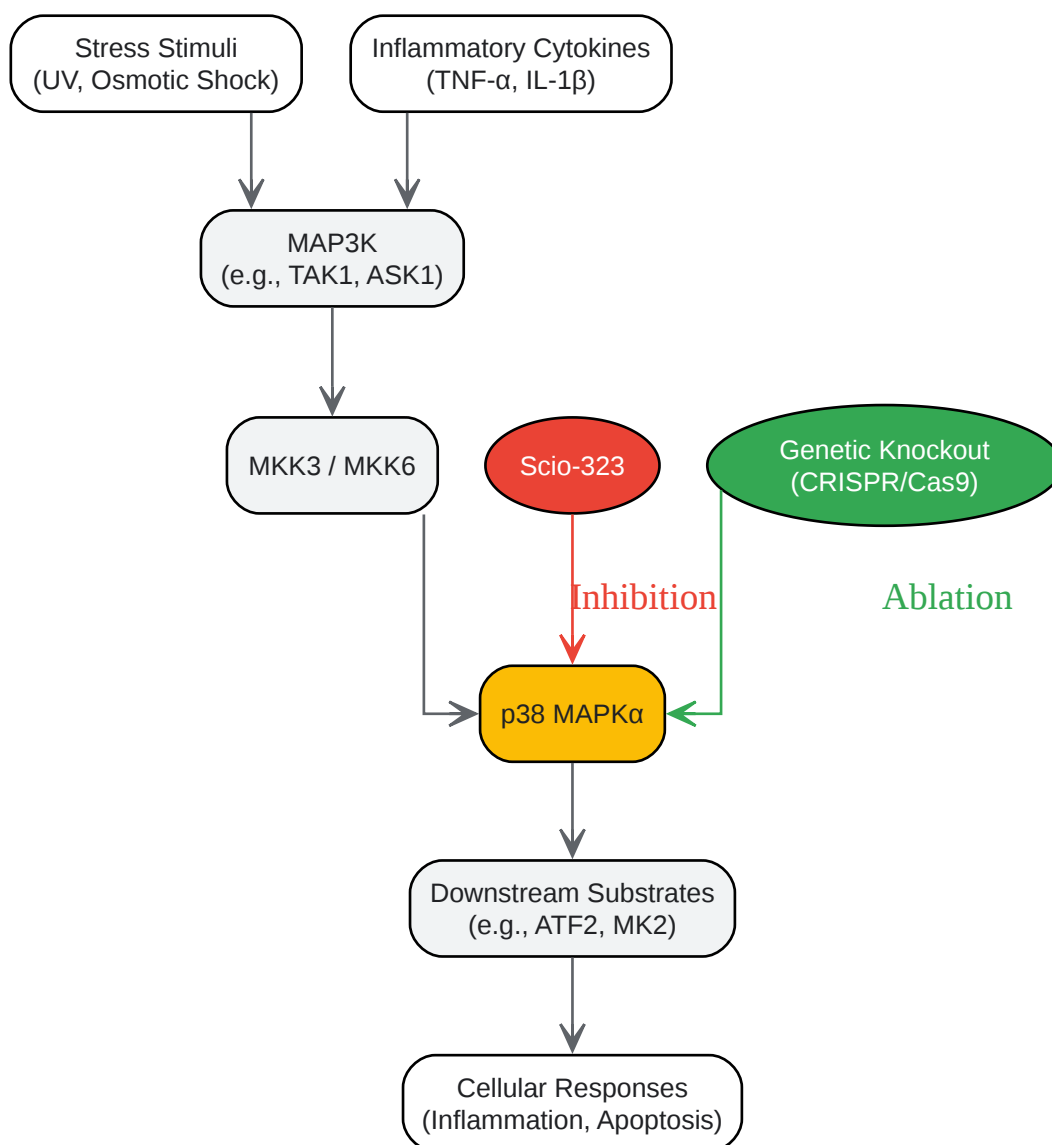 Stress Stimuli
(UV, Osmotic Shock)
Inflammatory Cytokines
(TNF-α, IL-1β)
MAP3K
(e.g., TAK1, ASK1)
MKK3 / MKK6
Scio-323
Genetic Knockout
(CRISPR/Cas9)
Inhibition
Ablation
p38 MAPKα
Downstream Substrates
(e.g., ATF2, MK2)
Cellular Responses
(Inflammation, Apoptosis)